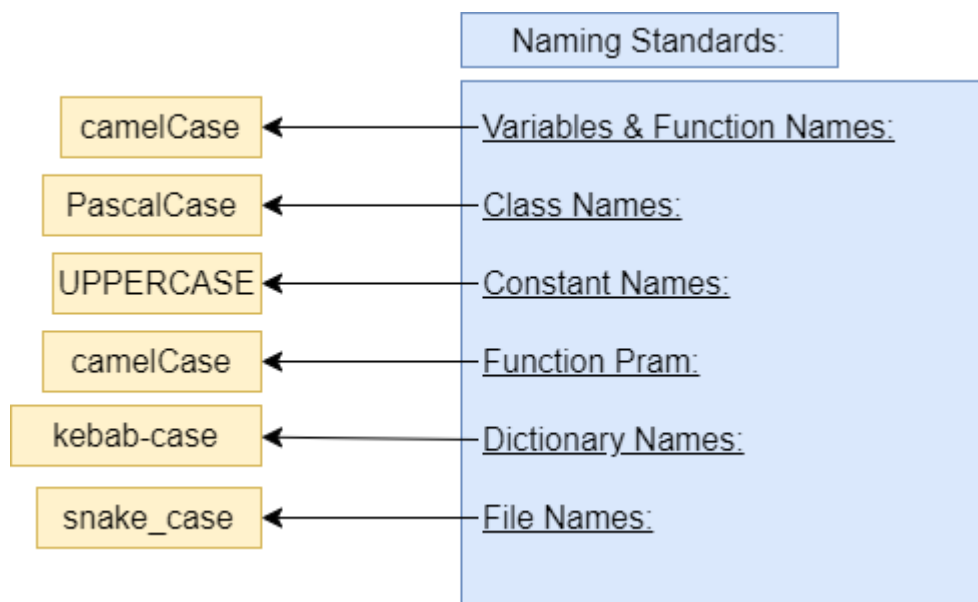 Naming Standards:
camelCase
Variables & Function Names:
PascalCase
Class Names:
UPPERCASE
Constant Names:
camelCase
Function Pram:
kebab-case
Dictionary Names:
snake_case
File Names: